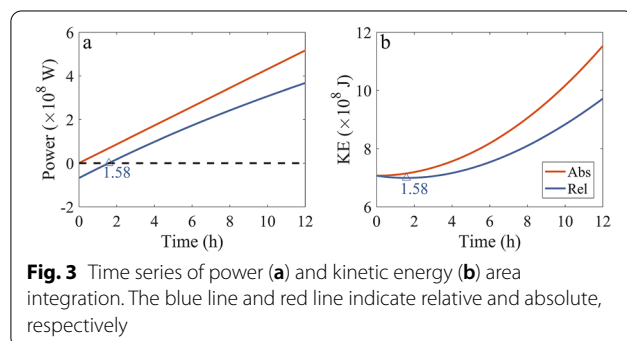 a
Power (×10⁸ W)
6
4
2
0
-2
1.58
0 2 4 6 8 10 12
Time (h)
b
KE (×10⁸ J)
12
10
8
6
1.58
Abs
Rel
0 2 4 6 8 10 12
Time (h)
Fig. 3 Time series of power (a) and kinetic energy (b) area
integration. The blue line and red line indicate relative and absolute,
respectively